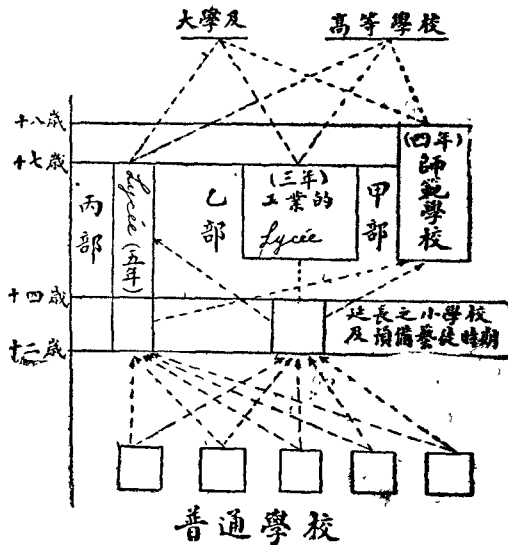 大學及 高等學校
十八歲
十七歲
(四年)
師範學校
甲部
(三年)
工業的
Lycée
乙部
Lycée (五年)
丙部
十四歲
延長之小學校
及預備藝徒時期
十二歲
普通學校